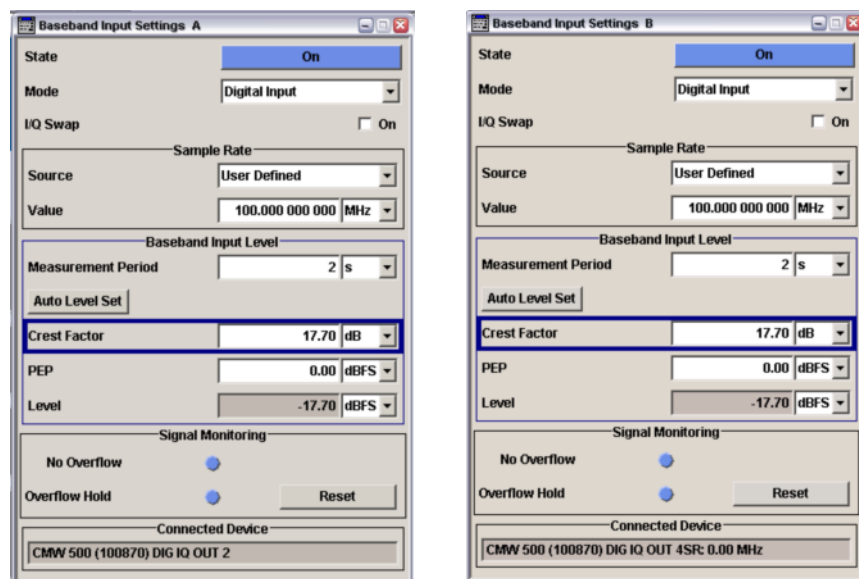 Baseband Input Settings A
State On
Mode Digital Input
I/Q Swap On
Sample Rate
Source User Defined
Value 100.000 000 000 MHz
Baseband Input Level
Measurement Period 2 s
Auto Level Set
Crest Factor 17.70 dB
PEP 0.00 dBFS
Level -17.70 dBFS
Signal Monitoring
No Overflow
Overflow Hold Reset
Connected Device
CMW 500 (100870) DIG IQ OUT 2
Baseband Input Settings B
State On
Mode Digital Input
I/Q Swap On
Sample Rate
Source User Defined
Value 100.000 000 000 MHz
Baseband Input Level
Measurement Period 2 s
Auto Level Set
Crest Factor 17.70 dB
PEP 0.00 dBFS
Level -17.70 dBFS
Signal Monitoring
No Overflow
Overflow Hold Reset
Connected Device
CMW 500 (100870) DIG IQ OUT 4SR: 0.00 MHz